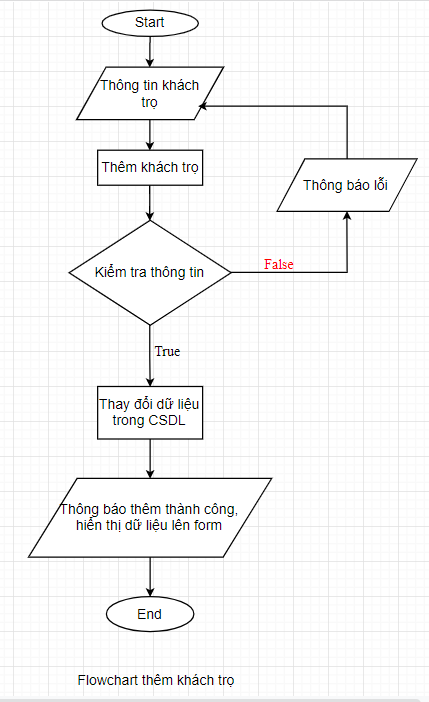 Start
Thông tin khách
trọ
Thêm khách trọ
Thông báo lỗi
Kiểm tra thông tin
False
True
Thay đổi dữ liệu
trong CSDL
Thông báo thêm thành công,
hiển thị dữ liệu lên form
End
Flowchart thêm khách trọ